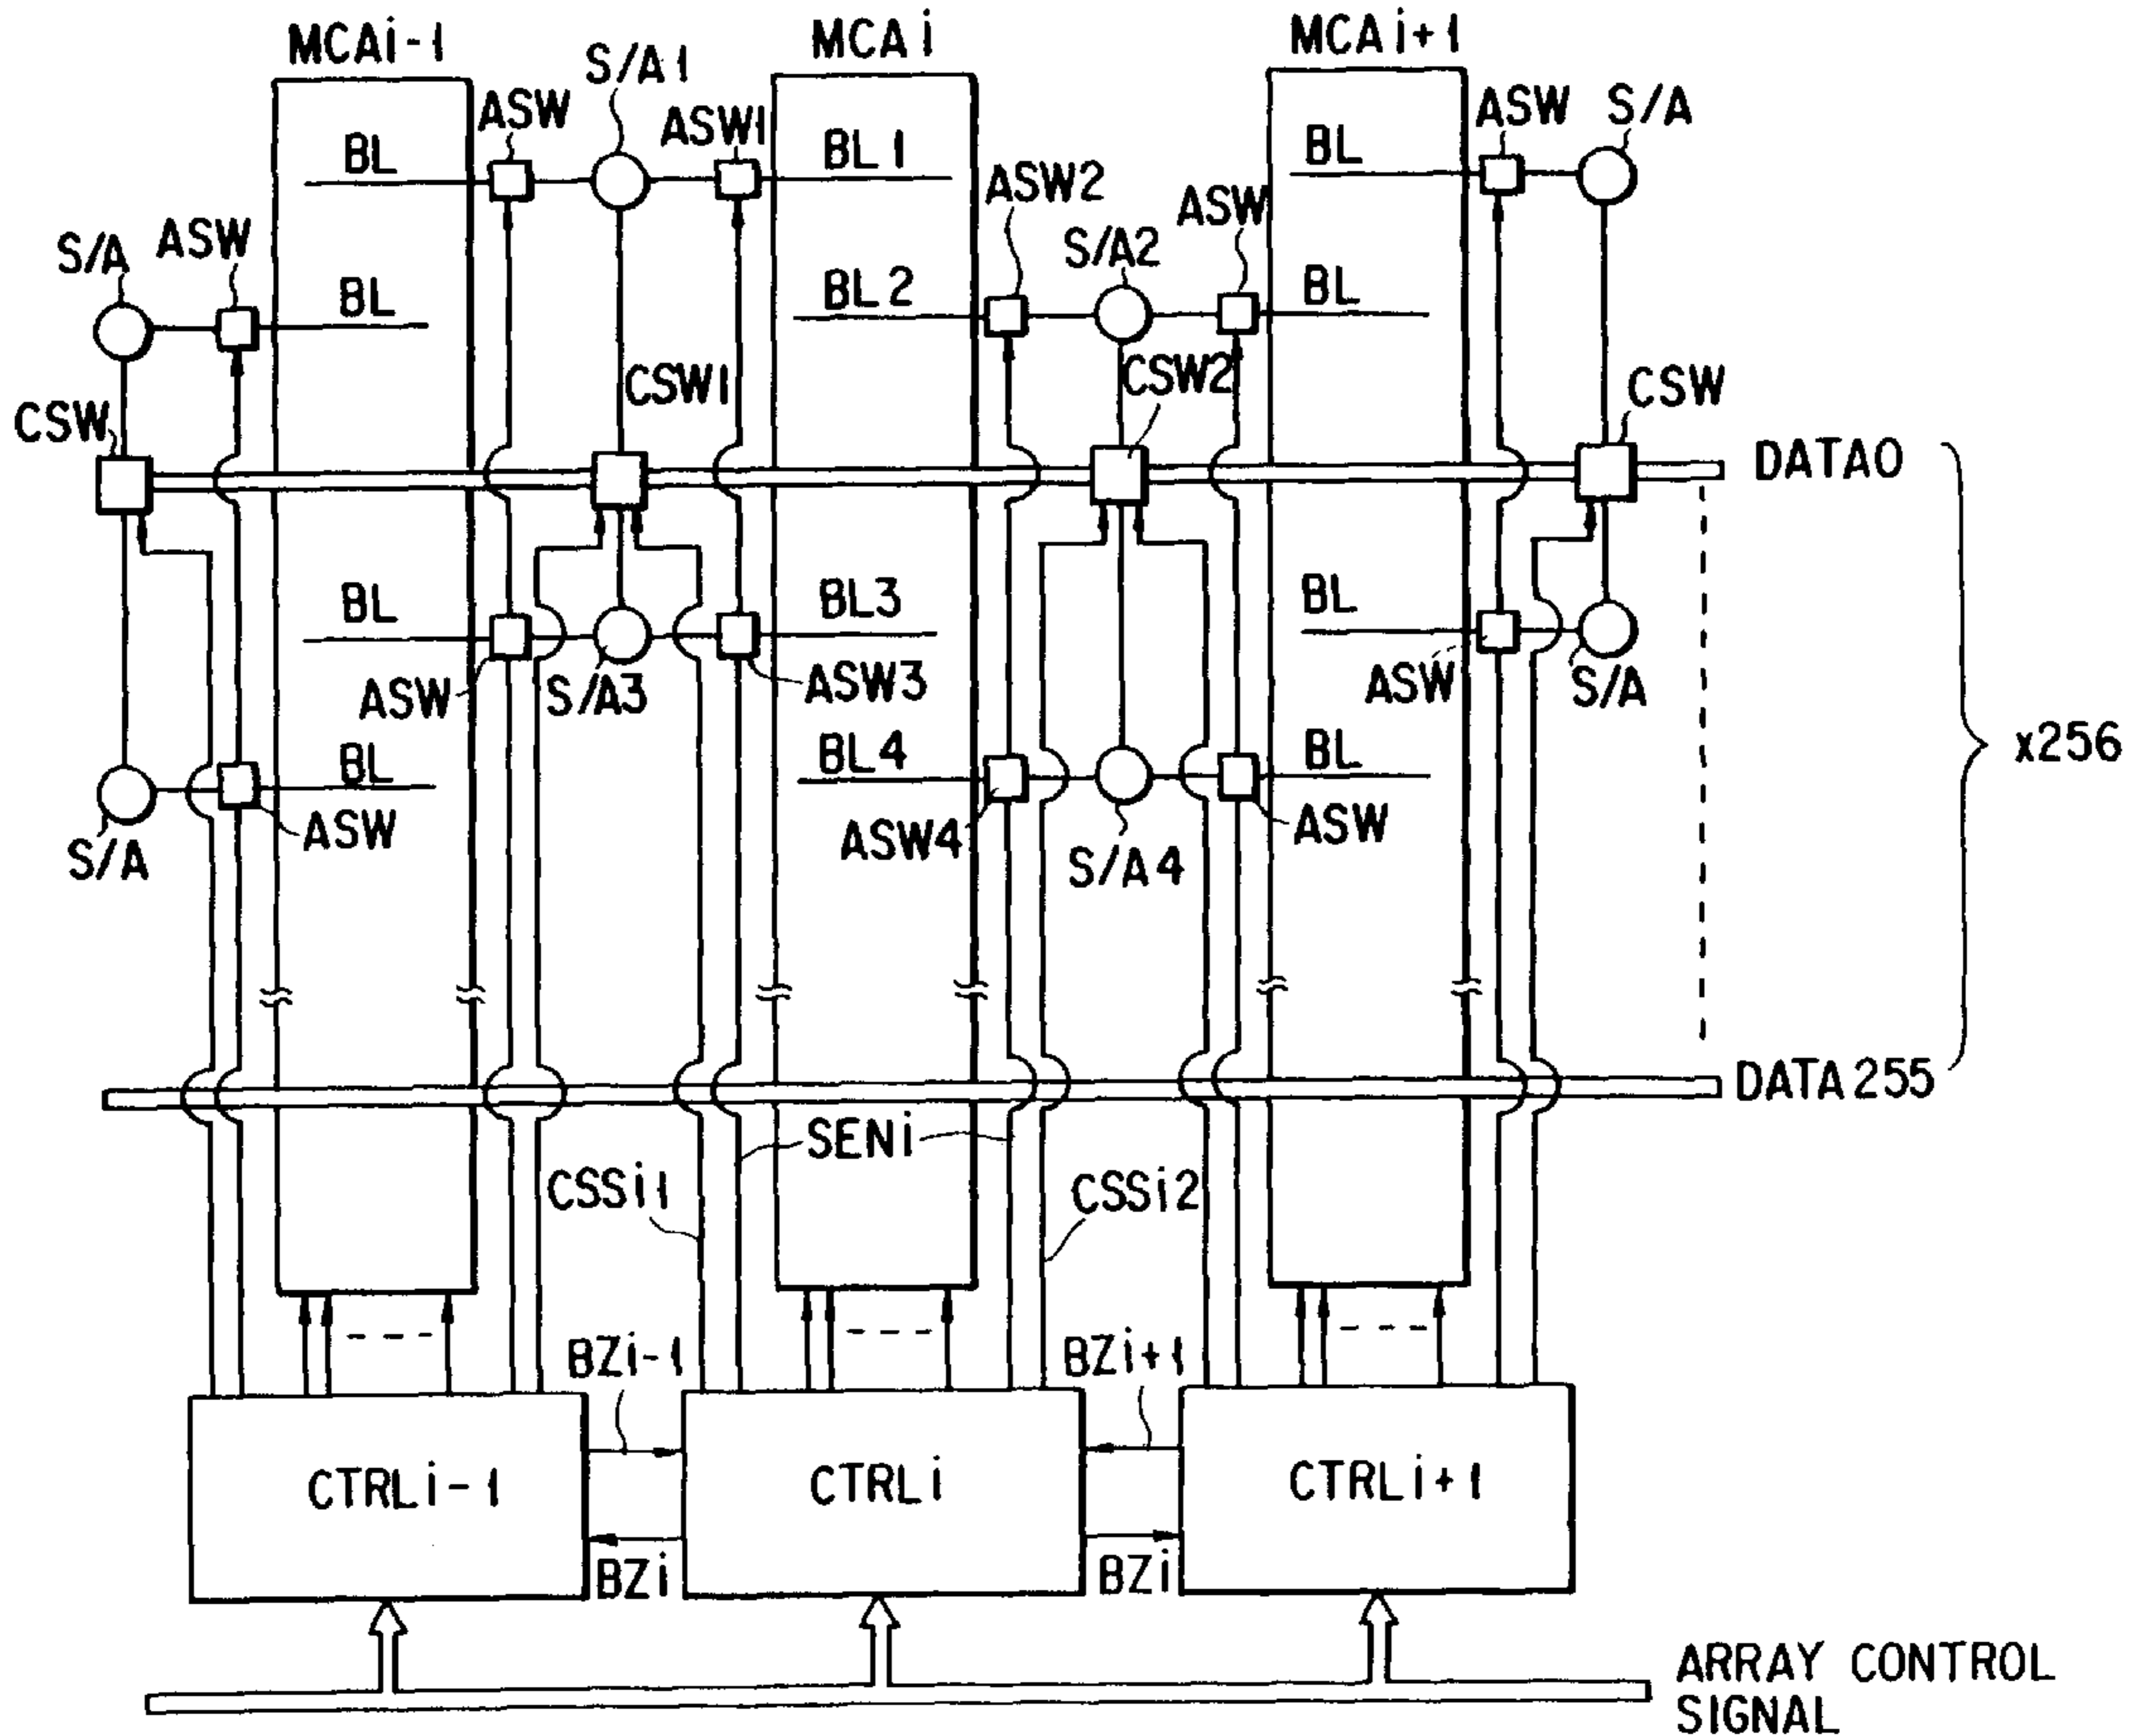 MCAi-1
S/A1
MCAi
MCAi+1
ASW
ASW1
ASW
S/A
BL
BL1
BL
ASW2
ASW
S/A
ASW
S/A2
BL
BL2
BL
CSW1
CSW2
CSW
CSW
DATA0
BL
BL3
BL
ASW
S/A3
ASW3
ASW
S/A
x256
BL
BL4
BL
ASW
ASW4
ASW
S/A
S/A4
DATA255
SENi
CSSi1
CSSi2
BZi-1
BZi+1
CTRLi-1
CTRLi
CTRLi+1
BZi
BZi
ARRAY CONTROL
SIGNAL